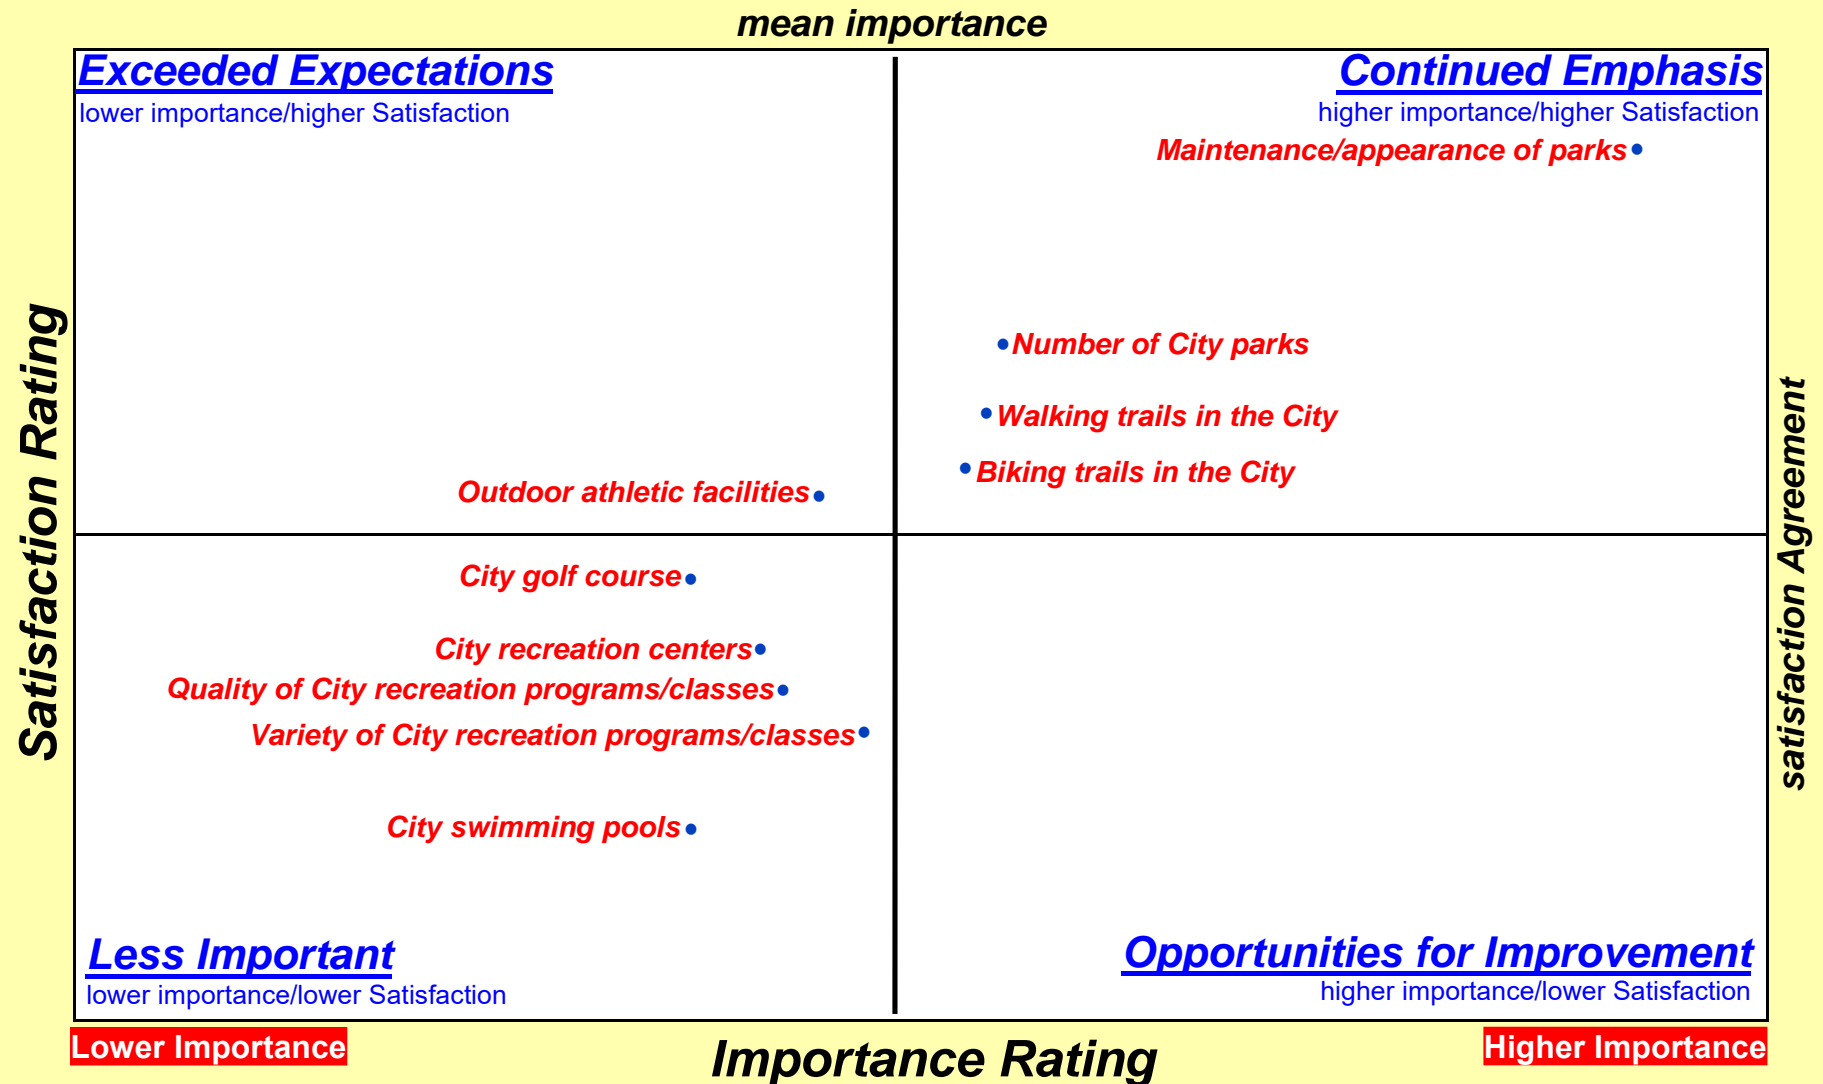 mean importance
Exceeded Expectations
lower importance/higher Satisfaction
Continued Emphasis
higher importance/higher Satisfaction
Maintenance/appearance of parks
Number of City parks
Walking trails in the City
Biking trails in the City
Outdoor athletic facilities
Satisfaction Rating
satisfaction Agreement
City golf course
City recreation centers
Quality of City recreation programs/classes
Variety of City recreation programs/classes
City swimming pools
Less Important
lower importance/lower Satisfaction
Opportunities for Improvement
higher importance/lower Satisfaction
Lower Importance
Importance Rating
Higher Importance